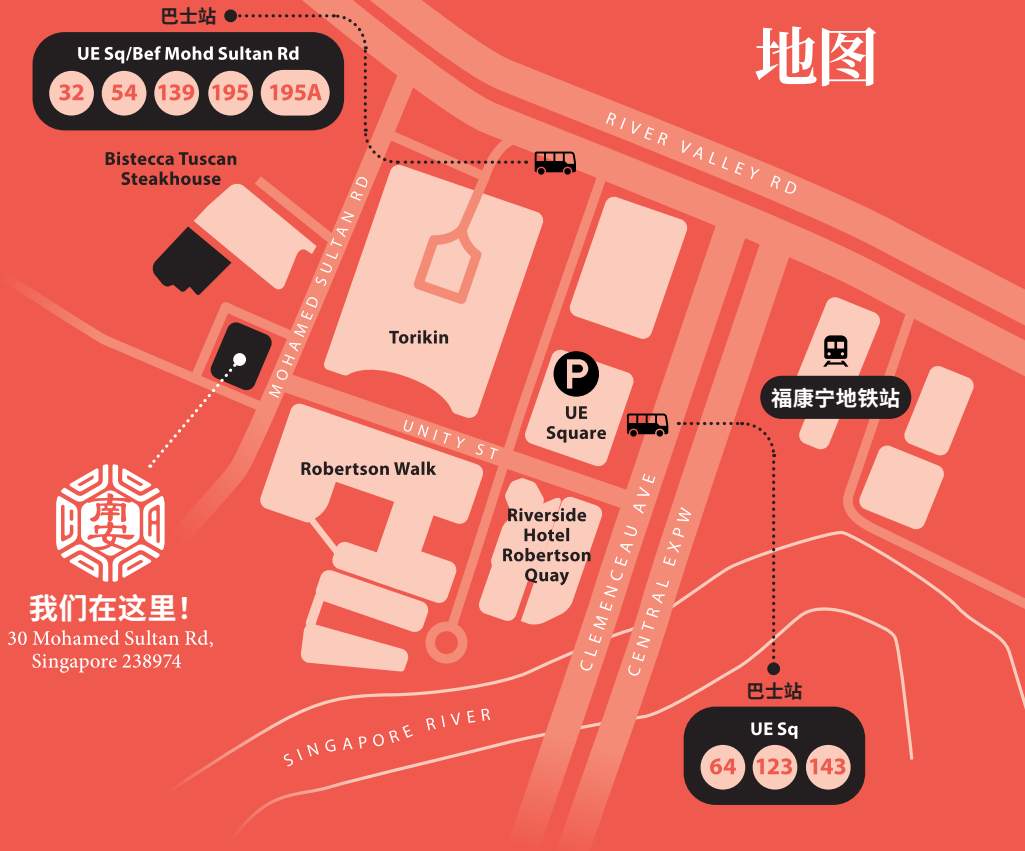 地图
巴士站
UE Sq/Bef Mohd Sultan Rd
32 54 139 195 195A
Bistecca Tuscan
Steakhouse
RIVER VALLEY RD
MOHAMED SULTAN RD
Torikin
P
UE
Square
福康宁地铁站
UNITY ST
Robertson Walk
Riverside
Hotel
Robertson
Quay
CLEMENCEAU AVE
CENTRAL EXPW
南安
我们在这里!
30 Mohamed Sultan Rd,
Singapore 238974
SINGAPORE RIVER
巴士站
UE Sq
64 123 143